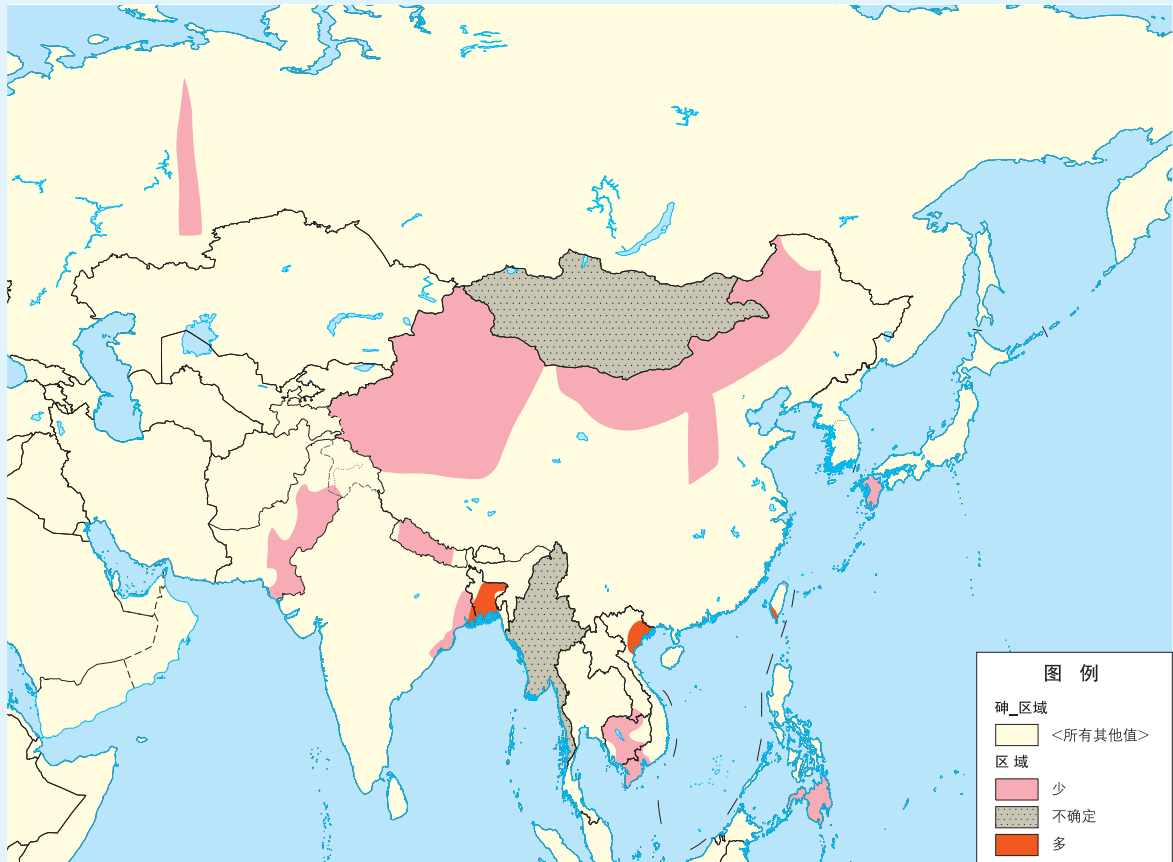 图 例
砷_区域
<所有其他值>
区 域
少
不确定
多